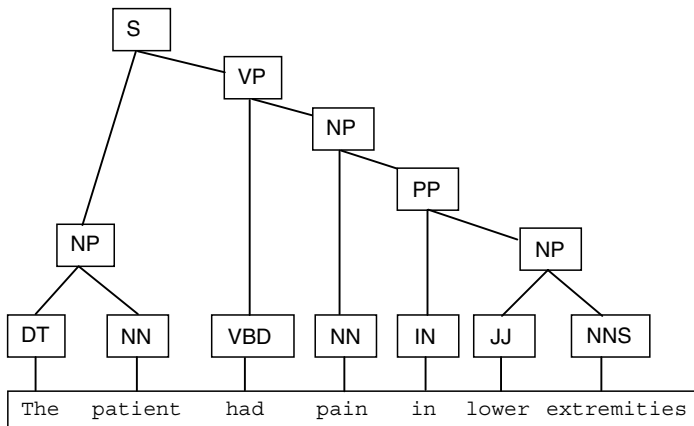 S
VP
NP
PP
NP NP
DT NN VBD NN IN JJ NNS
The patient had pain in lower extremities